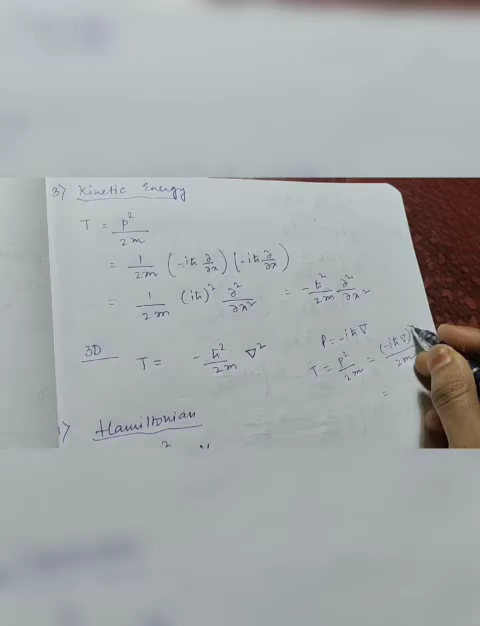 3) Kinetic Energy
T = p²/2m
= 1/2m (-iħ ∂/∂x) (-iħ ∂/∂x)
= 1/2m (iħ)² ∂²/∂x² = -ħ²/2m ∂²/∂x²
3D T = -ħ²/2m ∇²
P = -iħ∇
T = p²/2m = (-iħ∇)/2m
=
) Hamiltonian